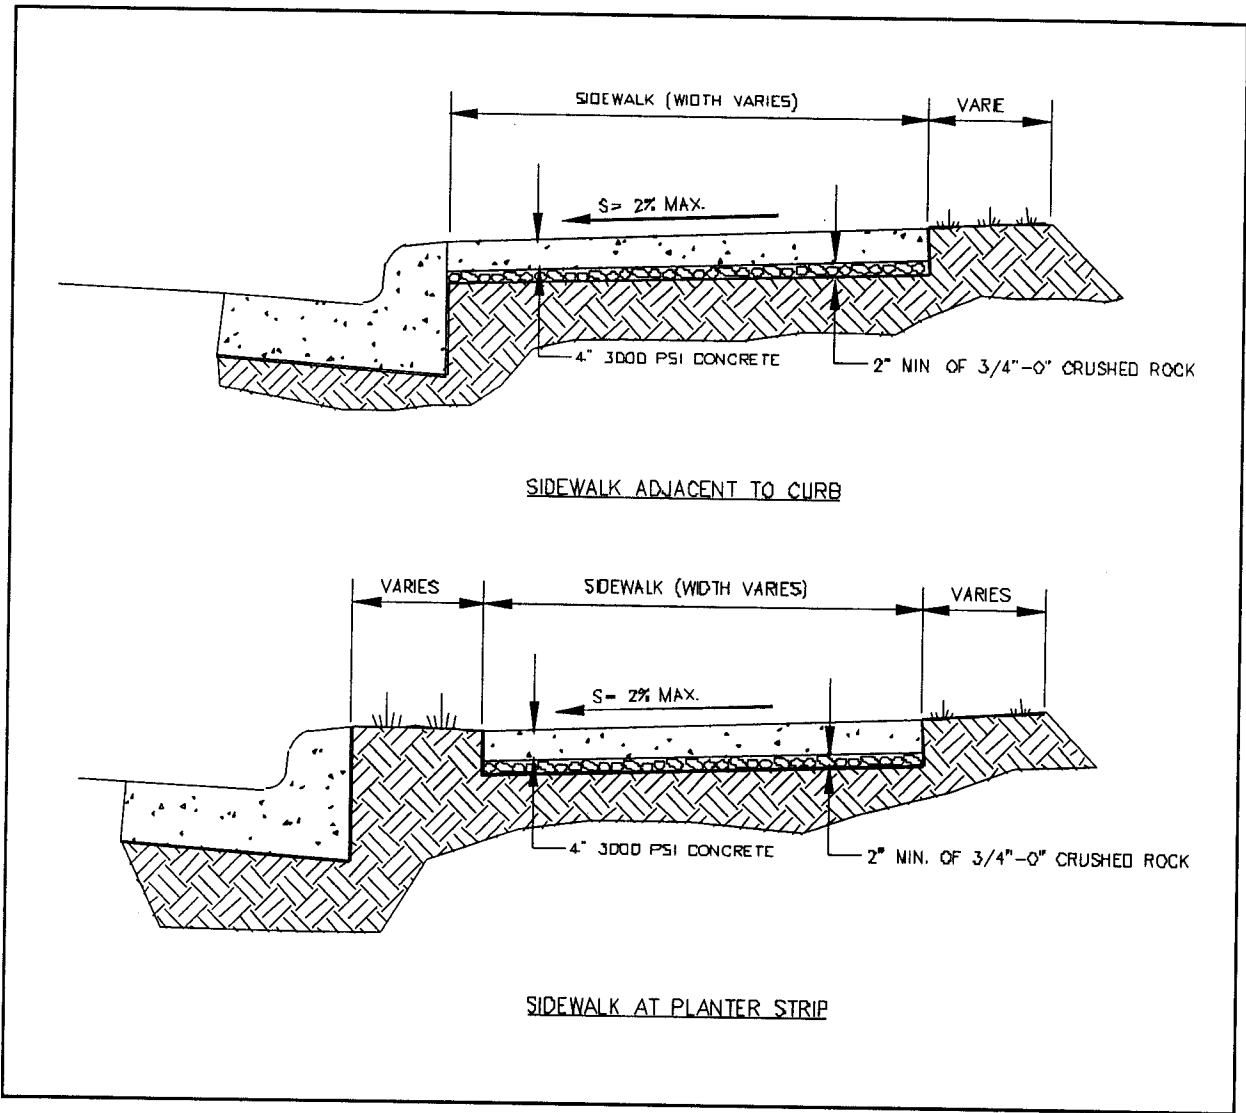 SIDEWALK (WIDTH VARIES)
VARIE
S= 2% MAX.
4" 3000 PSI CONCRETE
2" MIN OF 3/4"-0" CRUSHED ROCK
SIDEWALK ADJACENT TO CURB
VARIES
SIDEWALK (WIDTH VARIES)
VARIES
S= 2% MAX.
4" 3000 PSI CONCRETE
2" MIN. OF 3/4"-0" CRUSHED ROCK
SIDEWALK AT PLANTER STRIP